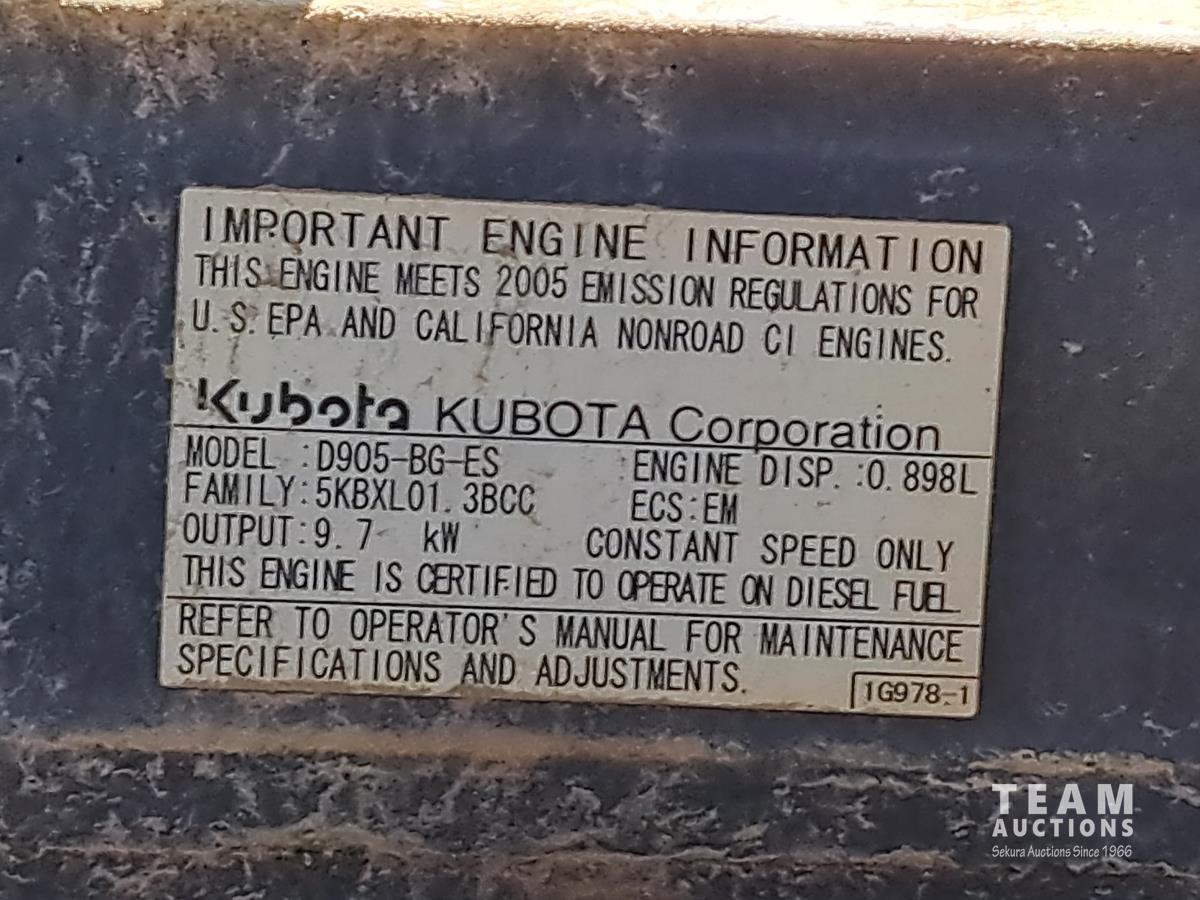 IMPORTANT ENGINE INFORMATION
THIS ENGINE MEETS 2005 EMISSION REGULATIONS FOR
U.S. EPA AND CALIFORNIA NONROAD CI ENGINES.
Kubota KUBOTA Corporation
MODEL :D905-BG-ES ENGINE DISP. :0.898L
FAMILY:5KBXL01.3BCC ECS:EM
OUTPUT:9.7 kW CONSTANT SPEED ONLY
THIS ENGINE IS CERTIFIED TO OPERATE ON DIESEL FUEL.
REFER TO OPERATOR'S MANUAL FOR MAINTENANCE
SPECIFICATIONS AND ADJUSTMENTS.
1G978-1
TEAM
AUCTIONS
Sekura Auctions Since 1966